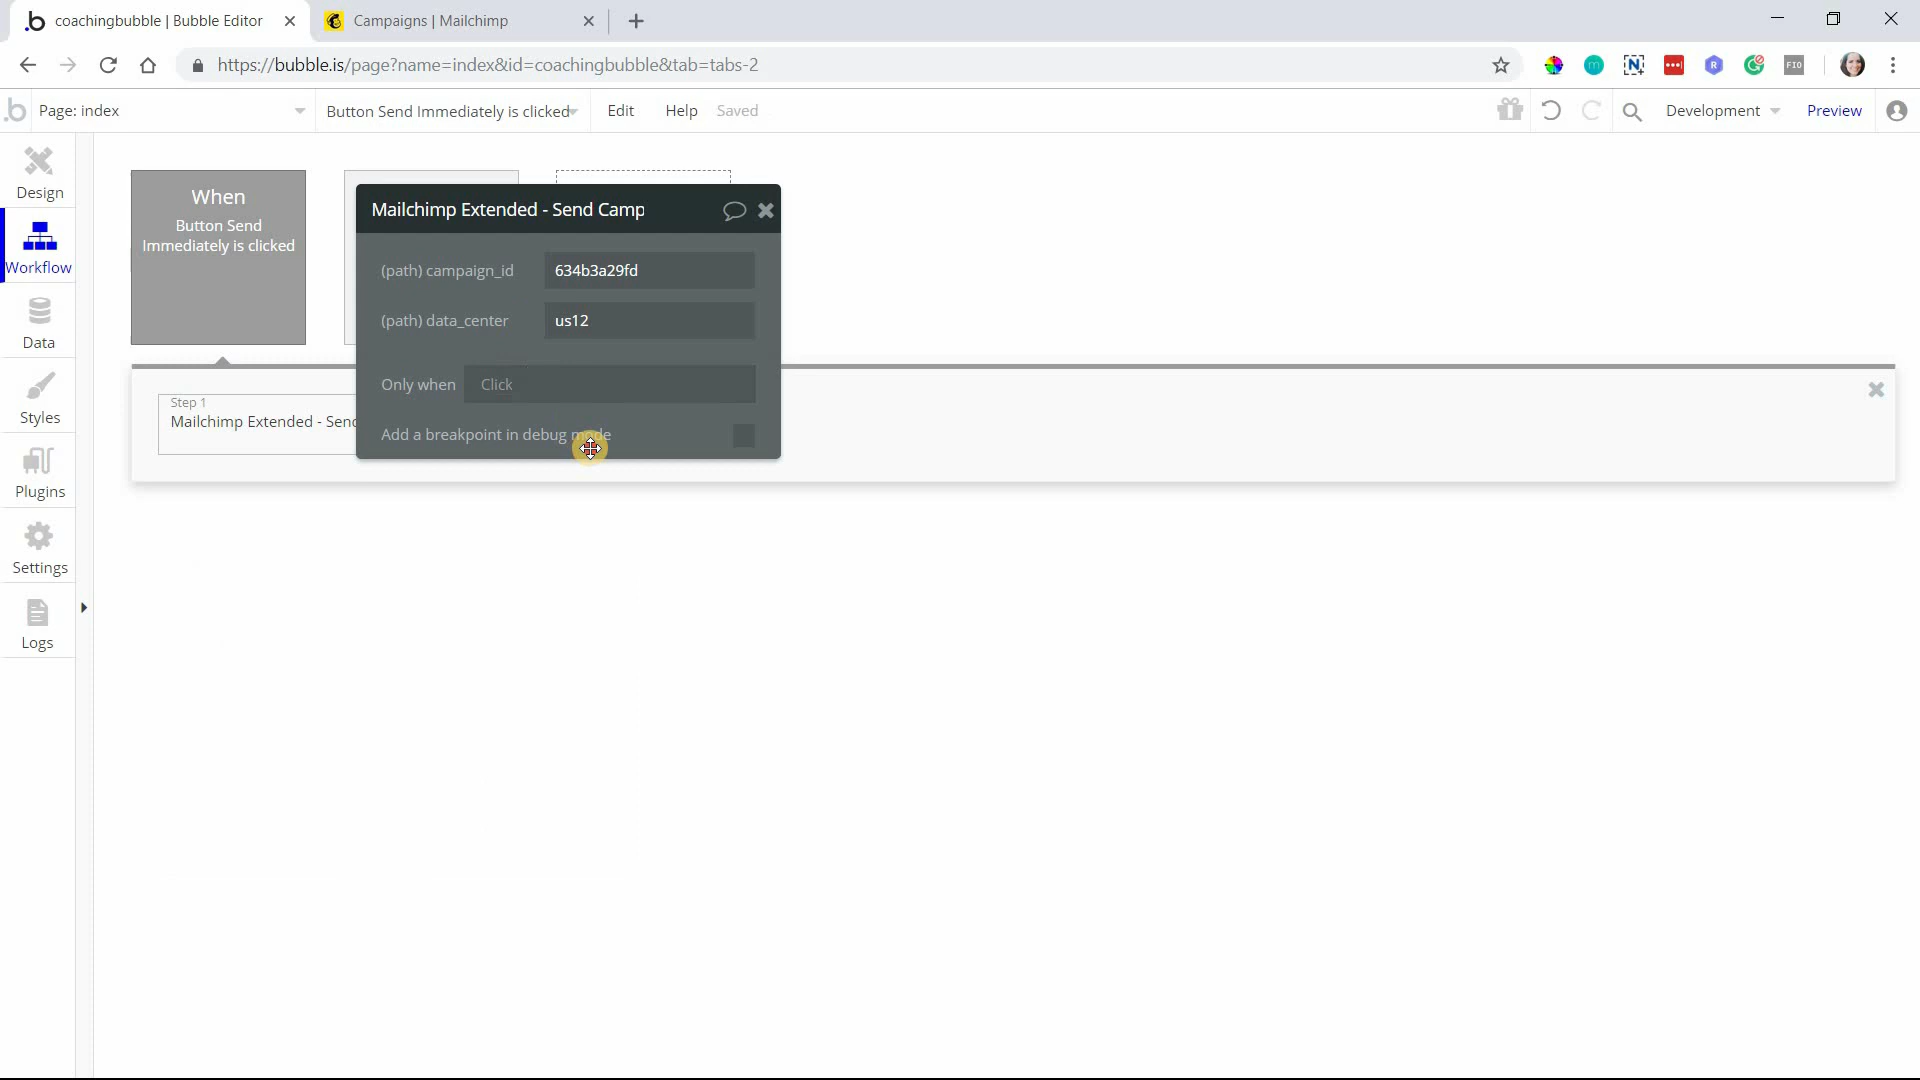 coachingbubble | Bubble Editor
Campaigns | Mailchimp
https://bubble.is/page?name=index&id=coachingbubble&tab=tabs-2
Page: index
Button Send Immediately is clicked
Edit
Help
Saved
Development
Preview
Design
Workflow
Data
Styles
Plugins
Settings
Logs
When
Button Send
Immediately is clicked
Mailchimp Extended - Send Camp
(path) campaign_id
634b3a29fd
(path) data_center
us12
Only when
Click
Add a breakpoint in debug mode
Step 1
Mailchimp Extended - Send